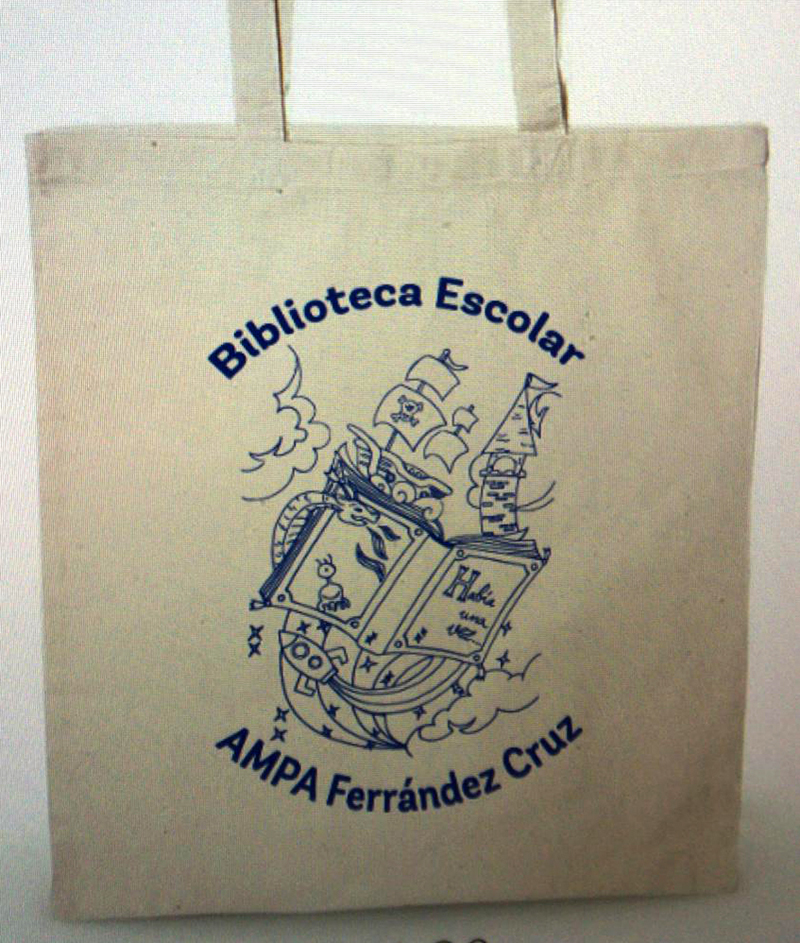 Biblioteca Escolar
Había
una
vez
AMPA Ferrández Cruz